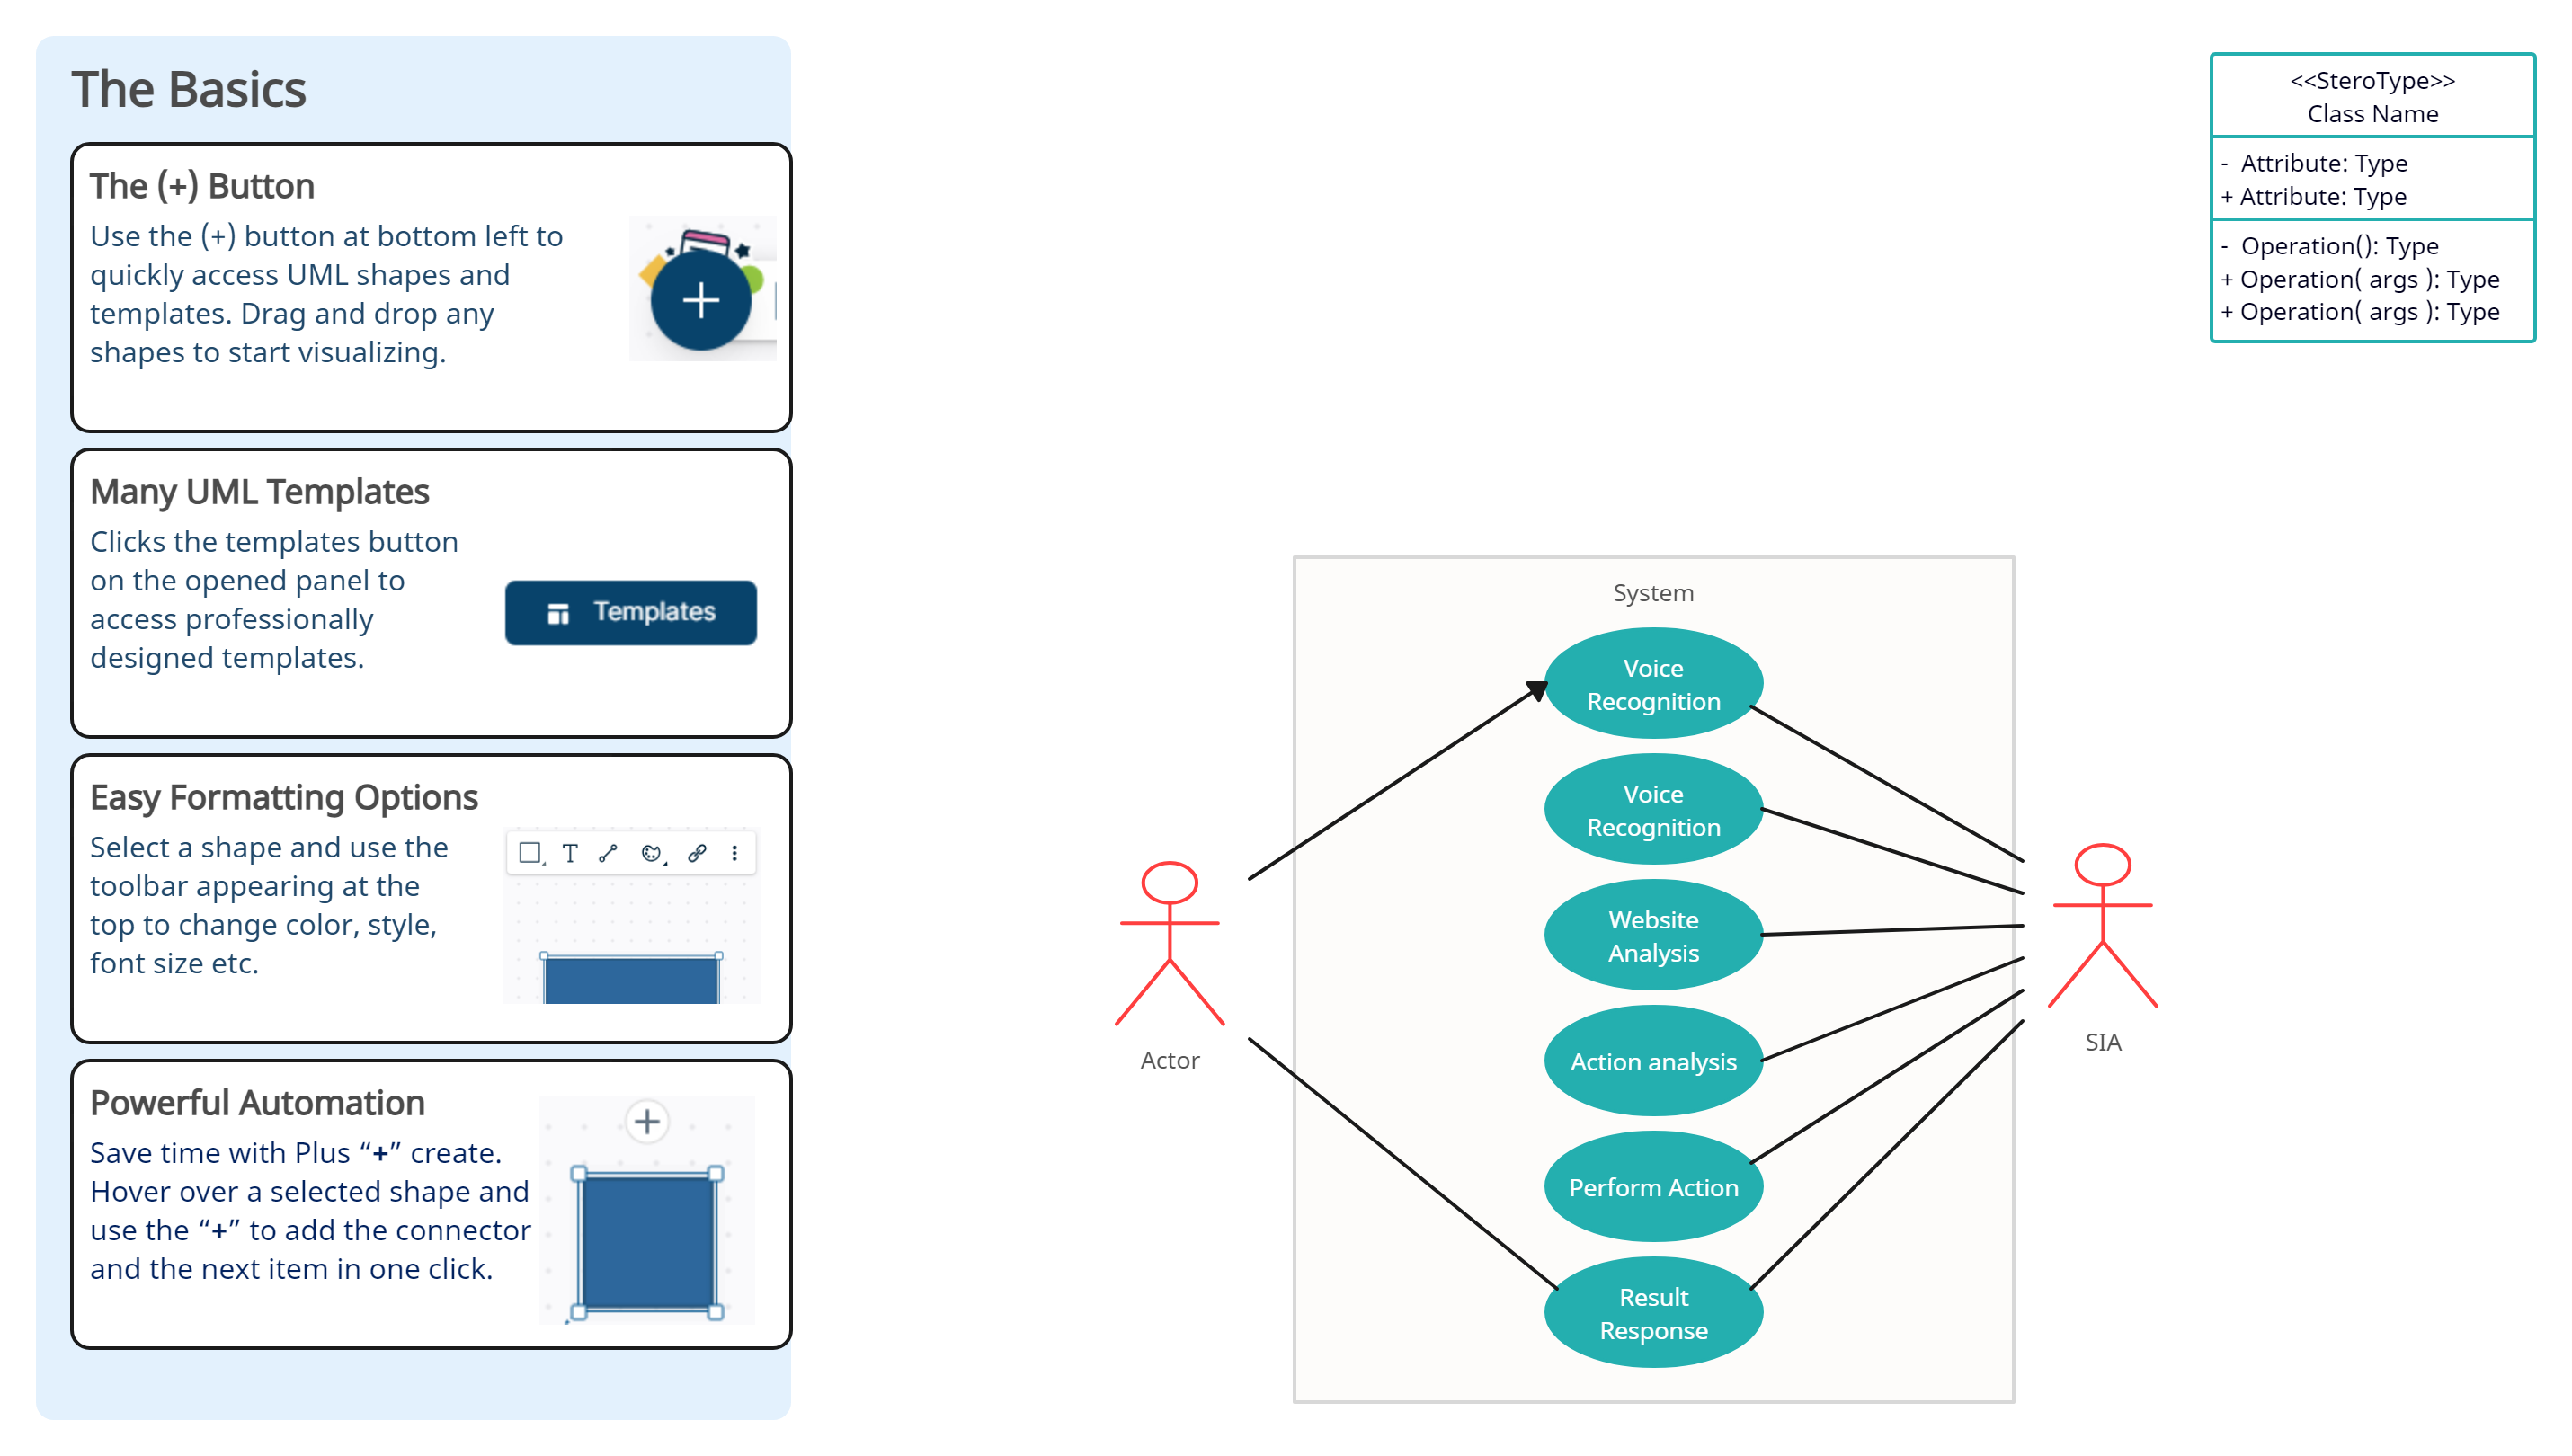 The Basics
The (+) Button
Use the (+) button at bottom left to
quickly access UML shapes and
templates. Drag and drop any
shapes to start visualizing.
Many UML Templates
Clicks the templates button
on the opened panel to
access professionally
designed templates.
Templates
Easy Formatting Options
Select a shape and use the
toolbar appearing at the
top to change color, style,
font size etc.
T
Powerful Automation
Save time with Plus “+” create.
Hover over a selected shape and
use the “+” to add the connector
and the next item in one click.
<<SteroType>>
Class Name
- Attribute: Type
+ Attribute: Type
- Operation(): Type
+ Operation( args ): Type
+ Operation( args ): Type
System
Voice
Recognition
Voice
Recognition
Website
Analysis
Action analysis
Perform Action
Result
Response
Actor
SIA